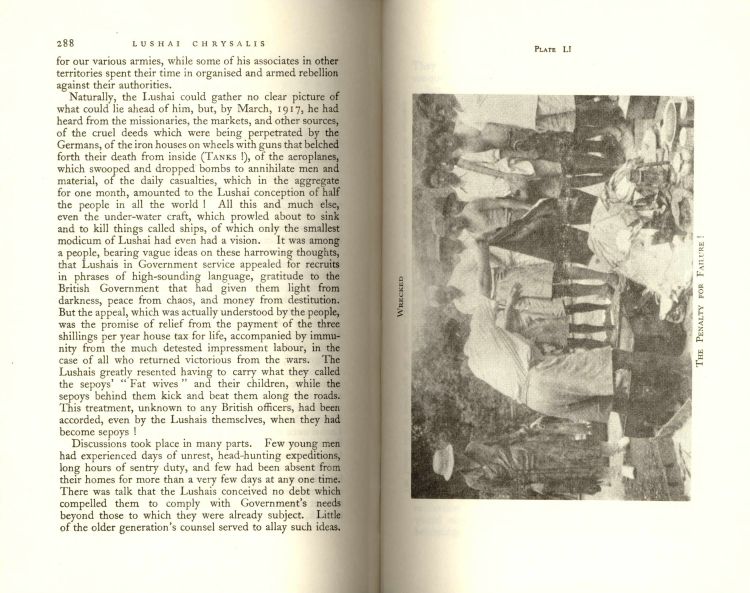 288 LUSHAI CHRYSALIS
for our various armies, while some of his associates in other
territories spent their time in organised and armed rebellion
against their authorities.
Naturally, the Lushai could gather no clear picture of
what could lie ahead of him, but, by March, 1917, he had
heard from the missionaries, the markets, and other sources,
of the cruel deeds which were being perpetrated by the
Germans, of the iron houses on wheels with guns that belched
forth their death from inside (TANKS !), of the aeroplanes,
which swooped and dropped bombs to annihilate men and
material, of the daily casualties, which in the aggregate
for one month, amounted to the Lushai conception of half
the people in all the world ! All this and much else,
even the under-water craft, which prowled about to sink
and to kill things called ships, of which only the smallest
modicum of Lushai had even had a vision. It was among
a people, bearing vague ideas on these harrowing thoughts,
that Lushais in Government service appealed for recruits
in phrases of high-sounding language, gratitude to the
British Government that had given them light from
darkness, peace from chaos, and money from destitution.
But the appeal, which was actually understood by the people,
was the promise of relief from the payment of the three
shillings per year house tax for life, accompanied by immu-
nity from the much detested impressment labour, in the
case of all who returned victorious from the wars. The
Lushais greatly resented having to carry what they called
the sepoys' "Fat wives" and their children, while the
sepoys behind them kick and beat them along the roads.
This treatment, unknown to any British officers, had been
accorded, even by the Lushais themselves, when they had
become sepoys !
Discussions took place in many parts. Few young men
had experienced days of unrest, head-hunting expeditions,
long hours of sentry duty, and few had been absent from
their homes for more than a very few days at any one time.
There was talk that the Lushais conceived no debt which
compelled them to comply with Government's needs
beyond those to which they were already subject. Little
of the older generation's counsel served to allay such ideas.
PLATE LI
WRECKED
THE PENALTY FOR FAILURE !